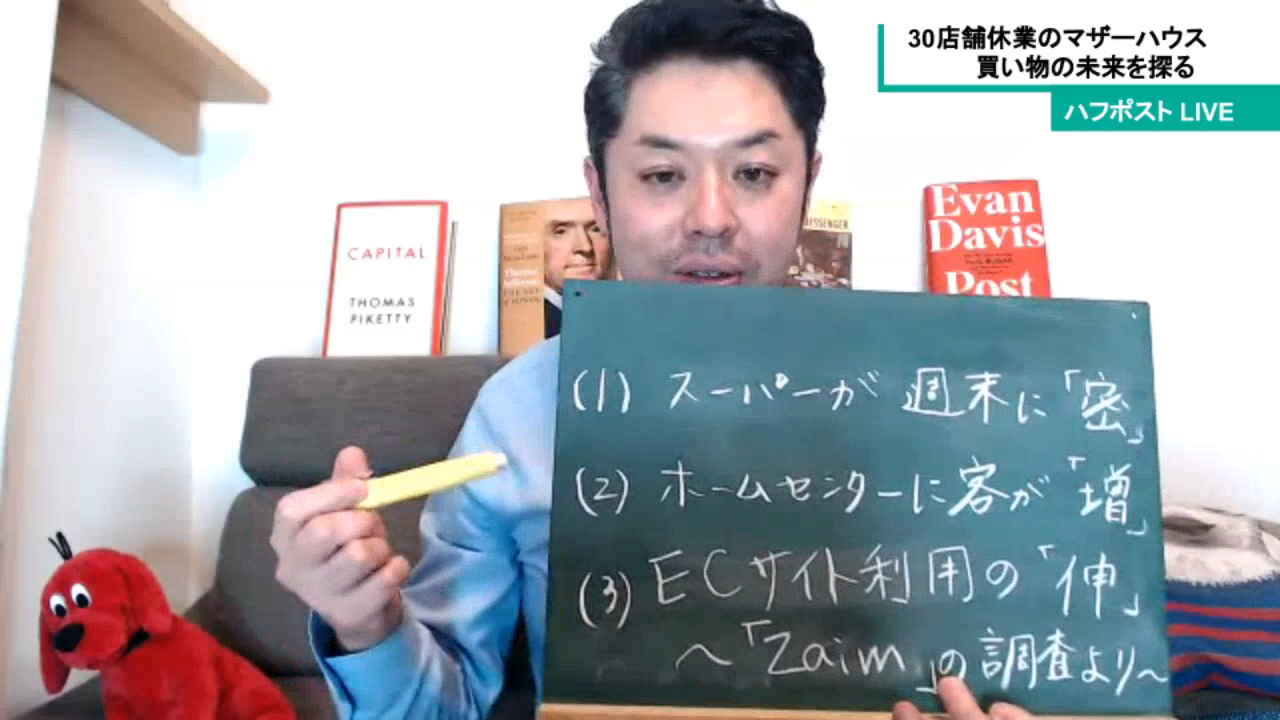 30店舗休業のマザーハウス
買い物の未来を探る
ハフポスト LIVE
CAPITAL
THOMAS
PIKETTY
Evan
Davis
Post
(1) スーパーが週末に「密」
(2) ホームセンターに客が「増」
(3) ECサイト利用の「伸」
～「Zaim」の調査より～